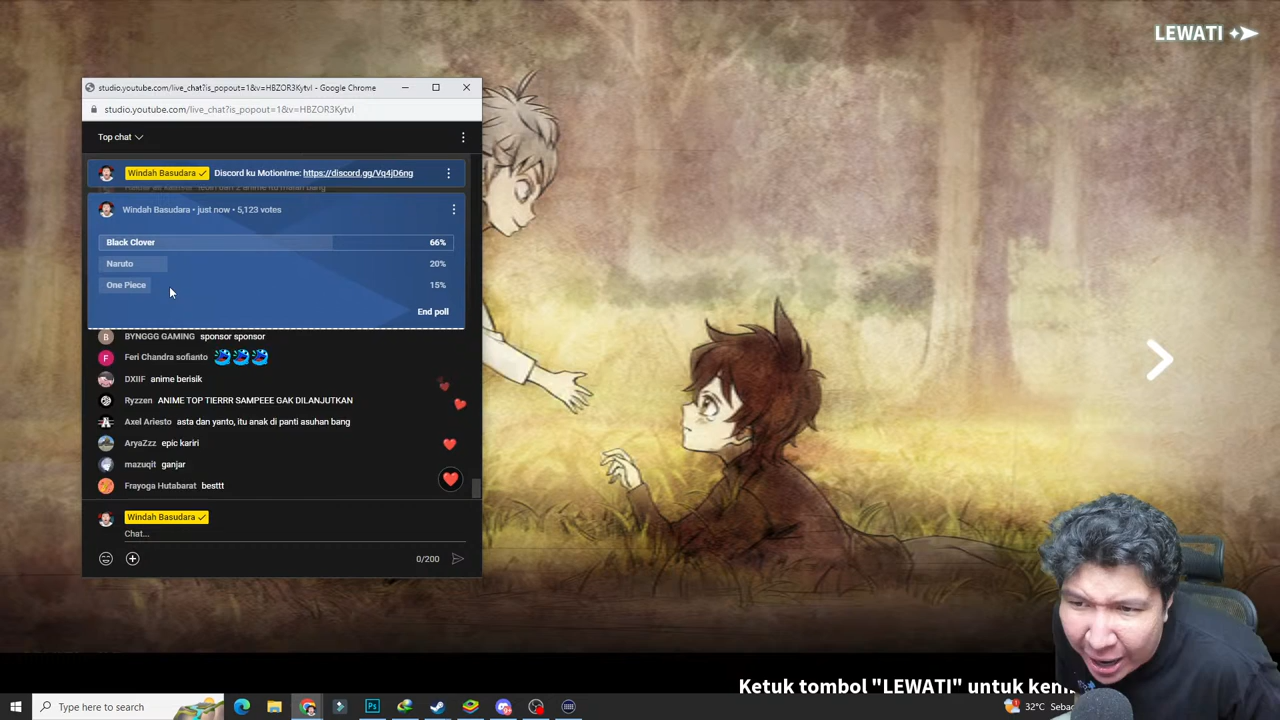 LEWATI
studio.youtube.com/live_chat?is_popout=1&v=HBZOR3KytvI - Google Chrome
studio.youtube.com/live_chat?is_popout=1&v=HBZOR3KytvI
Top chat
Windah Basudara Discord ku MotionIme: https://discord.gg/Vq4jD6ng
Windah Basudara • just now • 5,123 votes
Black Clover 66%
Naruto 20%
One Piece 15%
End poll
B BYNGGG GAMING sponsor sponsor
F Feri Chandra sofianto
DXIIF anime berisik
Ryzzen ANIME TOP TIERRR SAMPEEE GAK DILANJUTKAN
Axel Ariesto asta dan yanto, itu anak di panti asuhan bang
AryaZzz epic kariri
mazuqit ganjar
Frayoga Hutabarat besttt
Windah Basudara
Chat...
0/200
Ketuk tombol "LEWATI" untuk
Type here to search
Ps
32°C